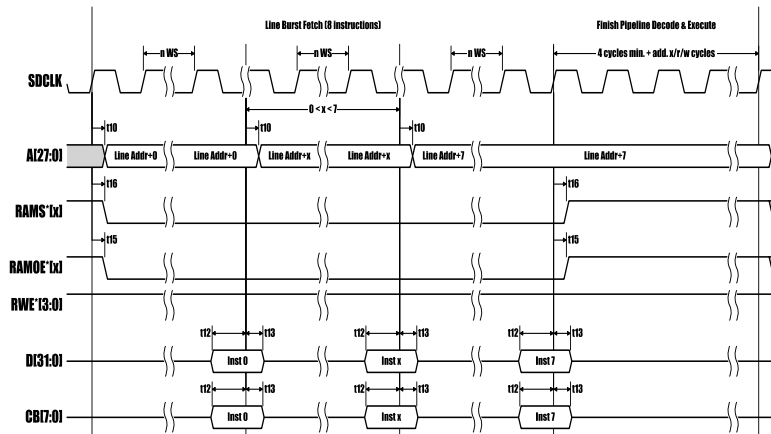 Line Burst Fetch (8 instructions)
Finish Pipeline Decode & Execute
n WS
n WS
n WS
4 cycles min. + add. x/r/w cycles
SDCLK
0 < x < 7
t10
t10
t10
A[27:0]
Line Addr+0
Line Addr+0
Line Addr+x
Line Addr+x
Line Addr+7
Line Addr+7
t16
t16
RAMS*[x]
t15
t15
RAMOE*[x]
RWE*[3:0]
t12
t13
t12
t13
t12
t13
D[31:0]
Inst 0
Inst x
Inst 7
t12
t13
t12
t13
t12
t13
CB[7:0]
Inst 0
Inst x
Inst 7